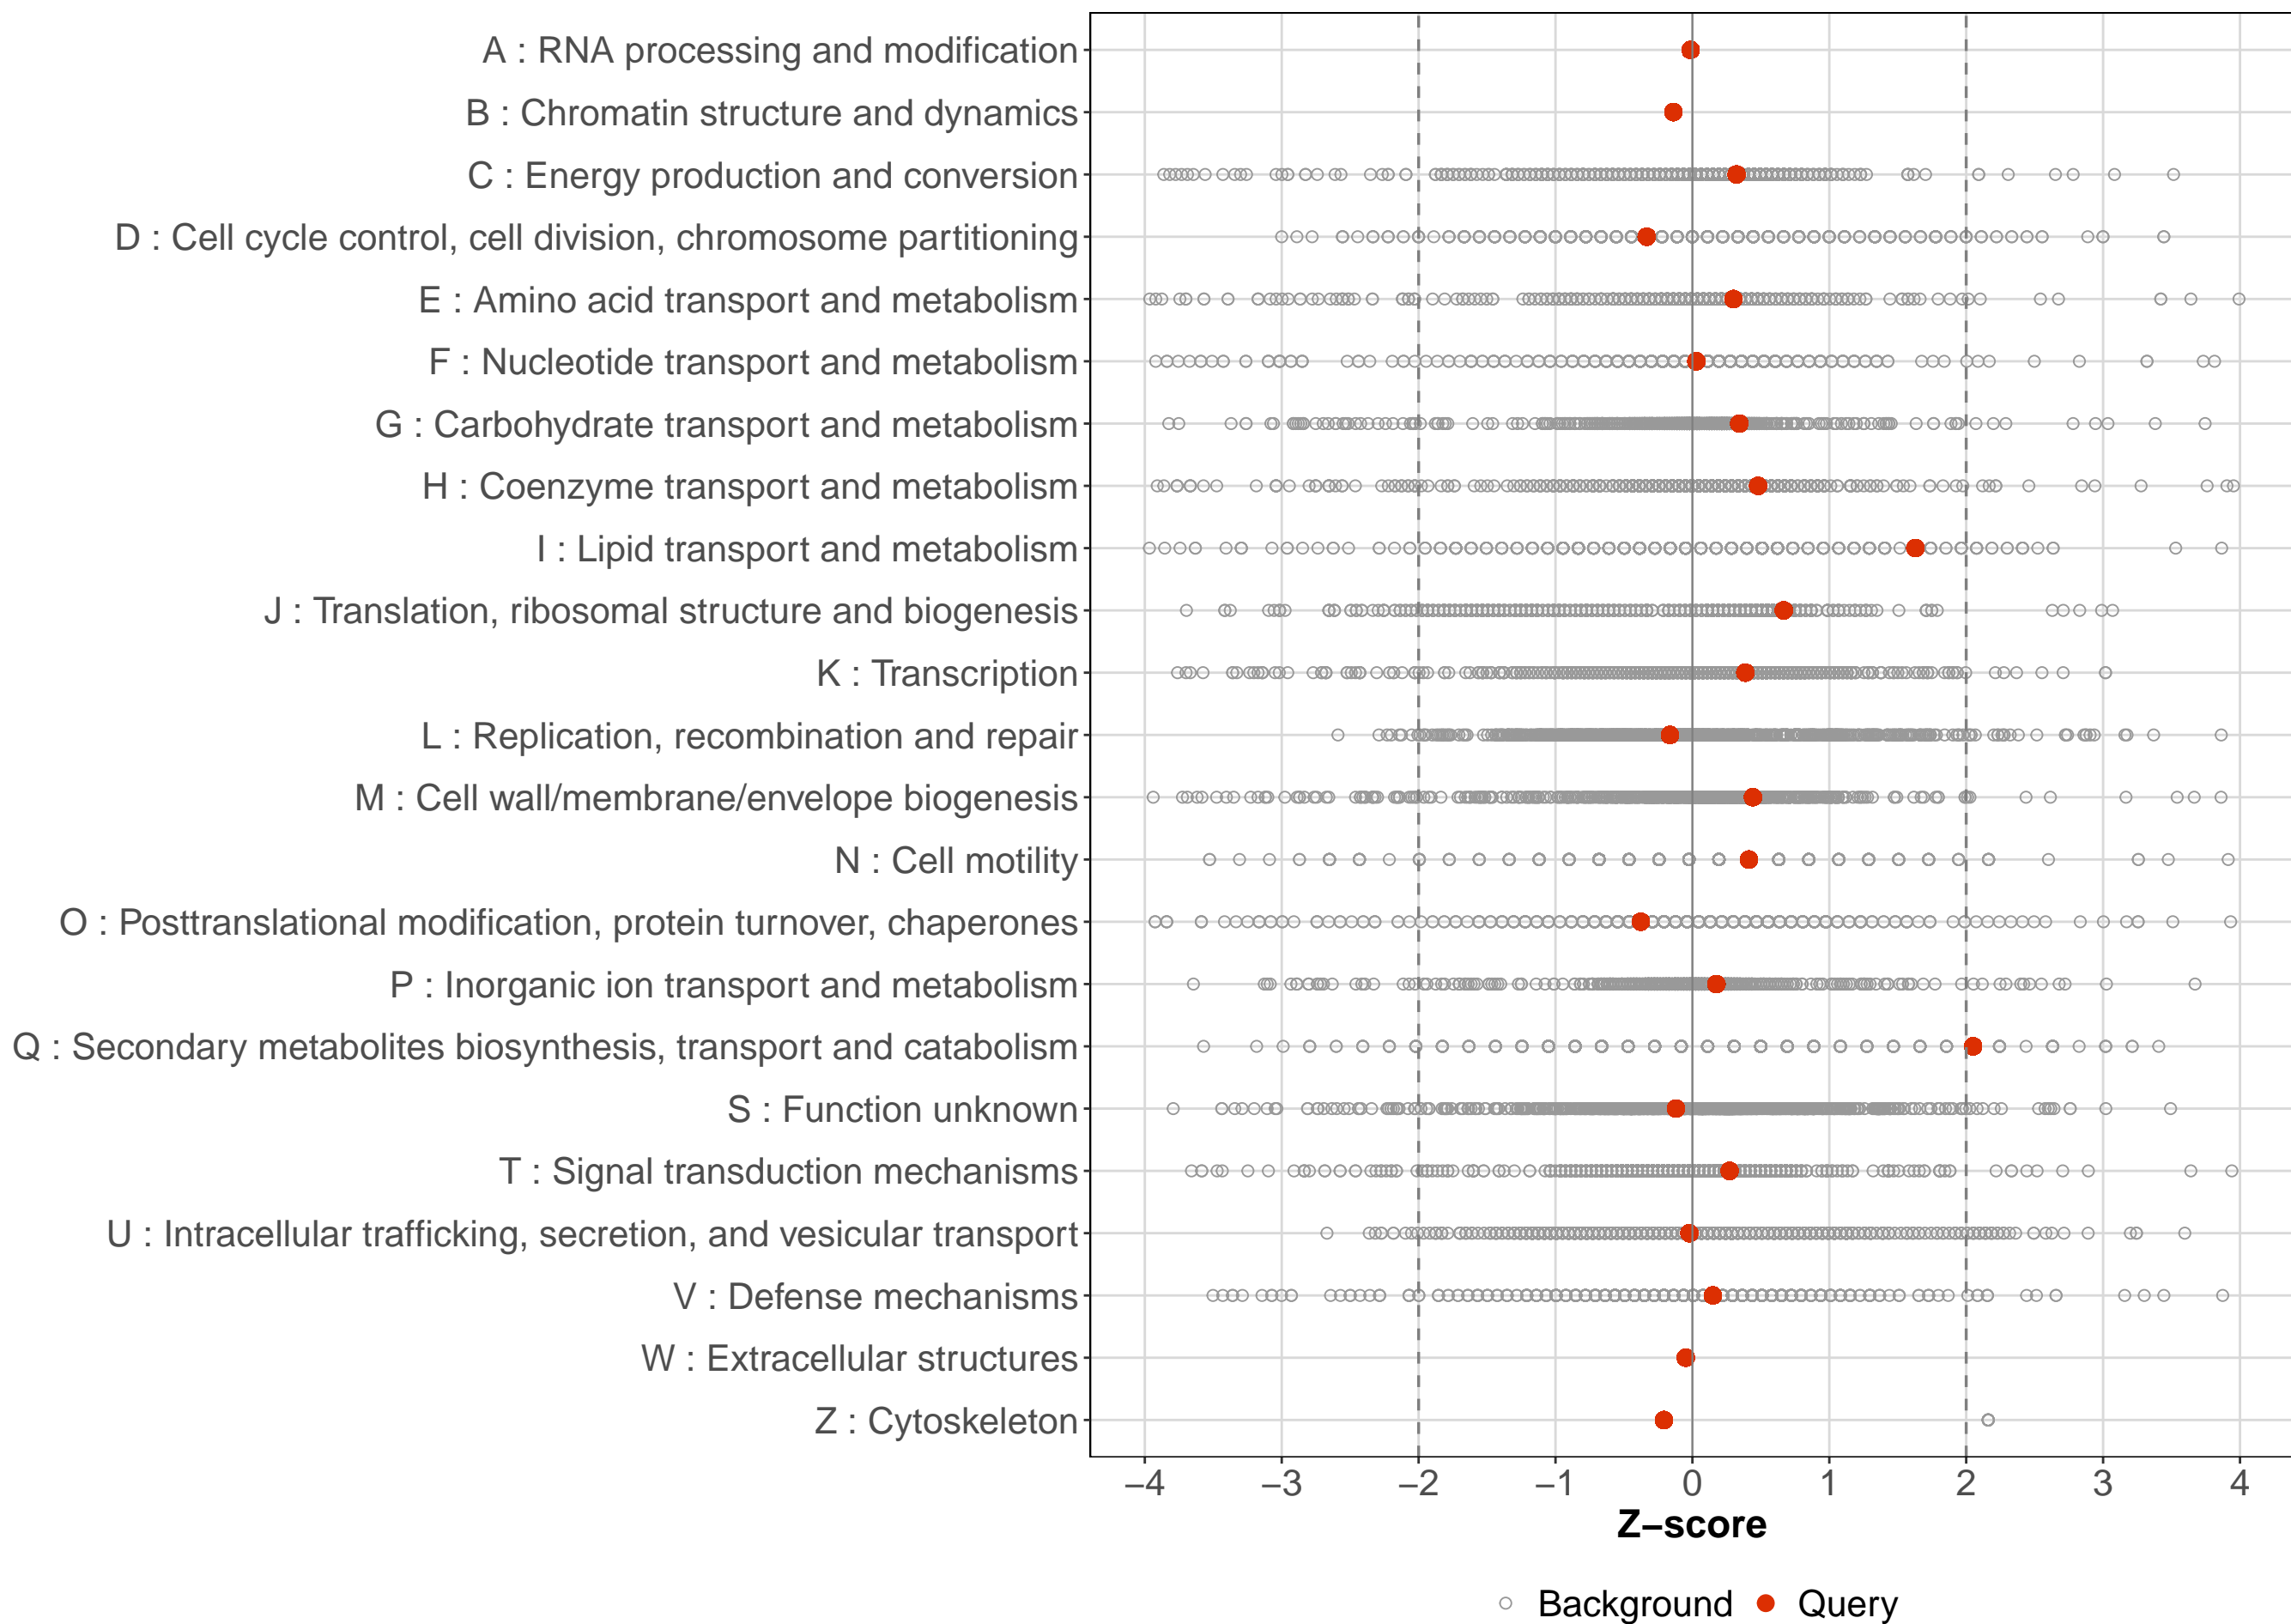 A : RNA processing and modification
B : Chromatin structure and dynamics
C : Energy production and conversion
D : Cell cycle control, cell division, chromosome partitioning
E : Amino acid transport and metabolism
F : Nucleotide transport and metabolism
G : Carbohydrate transport and metabolism
H : Coenzyme transport and metabolism
I : Lipid transport and metabolism
J : Translation, ribosomal structure and biogenesis
K : Transcription
L : Replication, recombination and repair
M : Cell wall/membrane/envelope biogenesis
N : Cell motility
O : Posttranslational modification, protein turnover, chaperones
P : Inorganic ion transport and metabolism
Q : Secondary metabolites biosynthesis, transport and catabolism
S : Function unknown
T : Signal transduction mechanisms
U : Intracellular trafficking, secretion, and vesicular transport
V : Defense mechanisms
W : Extracellular structures
Z : Cytoskeleton
−4 −3 −2 −1 0 1 2 3 4
Z−score
Background Query